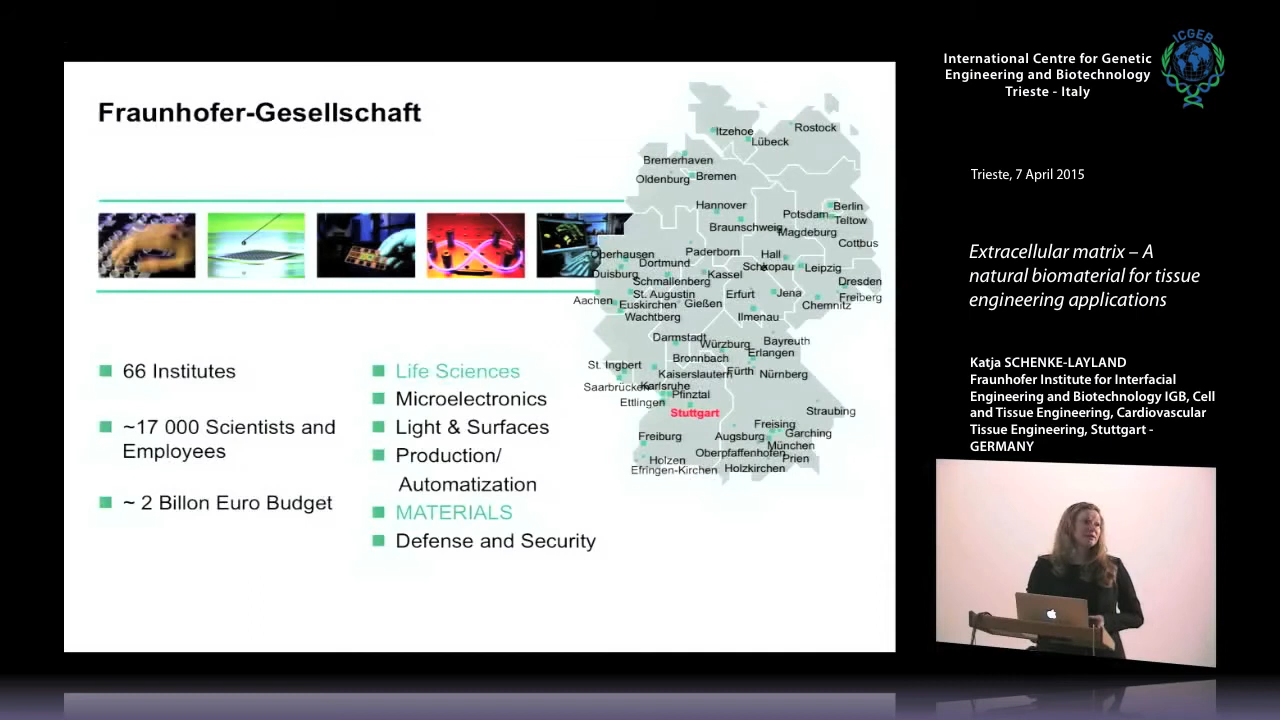 Fraunhofer-Gesellschaft
66 Institutes
~17 000 Scientists and
Employees
~ 2 Billon Euro Budget
Life Sciences
Microelectronics
Light & Surfaces
Production/
Automatization
MATERIALS
Defense and Security
Itzehoe
Rostock
Lübeck
Bremerhaven
Oldenburg
Bremen
Hannover
Berlin
Potsdam
Teltow
Braunschweig
Magdeburg
Cottbus
Oberhausen
Paderborn
Hall
Dortmund
Schkopau
Leipzig
Duisburg
Kassel
Schmallenberg
Dresden
Aachen
St. Augustin
Erfurt
Jena
Freiberg
Euskirchen
Gießen
Chemnitz
Wachtberg
Ilmenau
Darmstadt
Würzburg
Bayreuth
Bronnbach
Erlangen
St. Ingbert
Kaiserslautern
Fürth
Nürnberg
Saarbrücken
Karlsruhe
Pfinztal
Ettlingen
Stuttgart
Straubing
Freising
Freiburg
Augsburg
Garching
München
Oberpfaffenhofen
Holzen
Prien
Efringen-Kirchen
Holzkirchen
International Centre for Genetic
Engineering and Biotechnology
Trieste - Italy
ICGEB
Trieste, 7 April 2015
Extracellular matrix – A
natural biomaterial for tissue
engineering applications
Katja SCHENKE-LAYLAND
Fraunhofer Institute for Interfacial
Engineering and Biotechnology IGB, Cell
and Tissue Engineering, Cardiovascular
Tissue Engineering, Stuttgart -
GERMANY